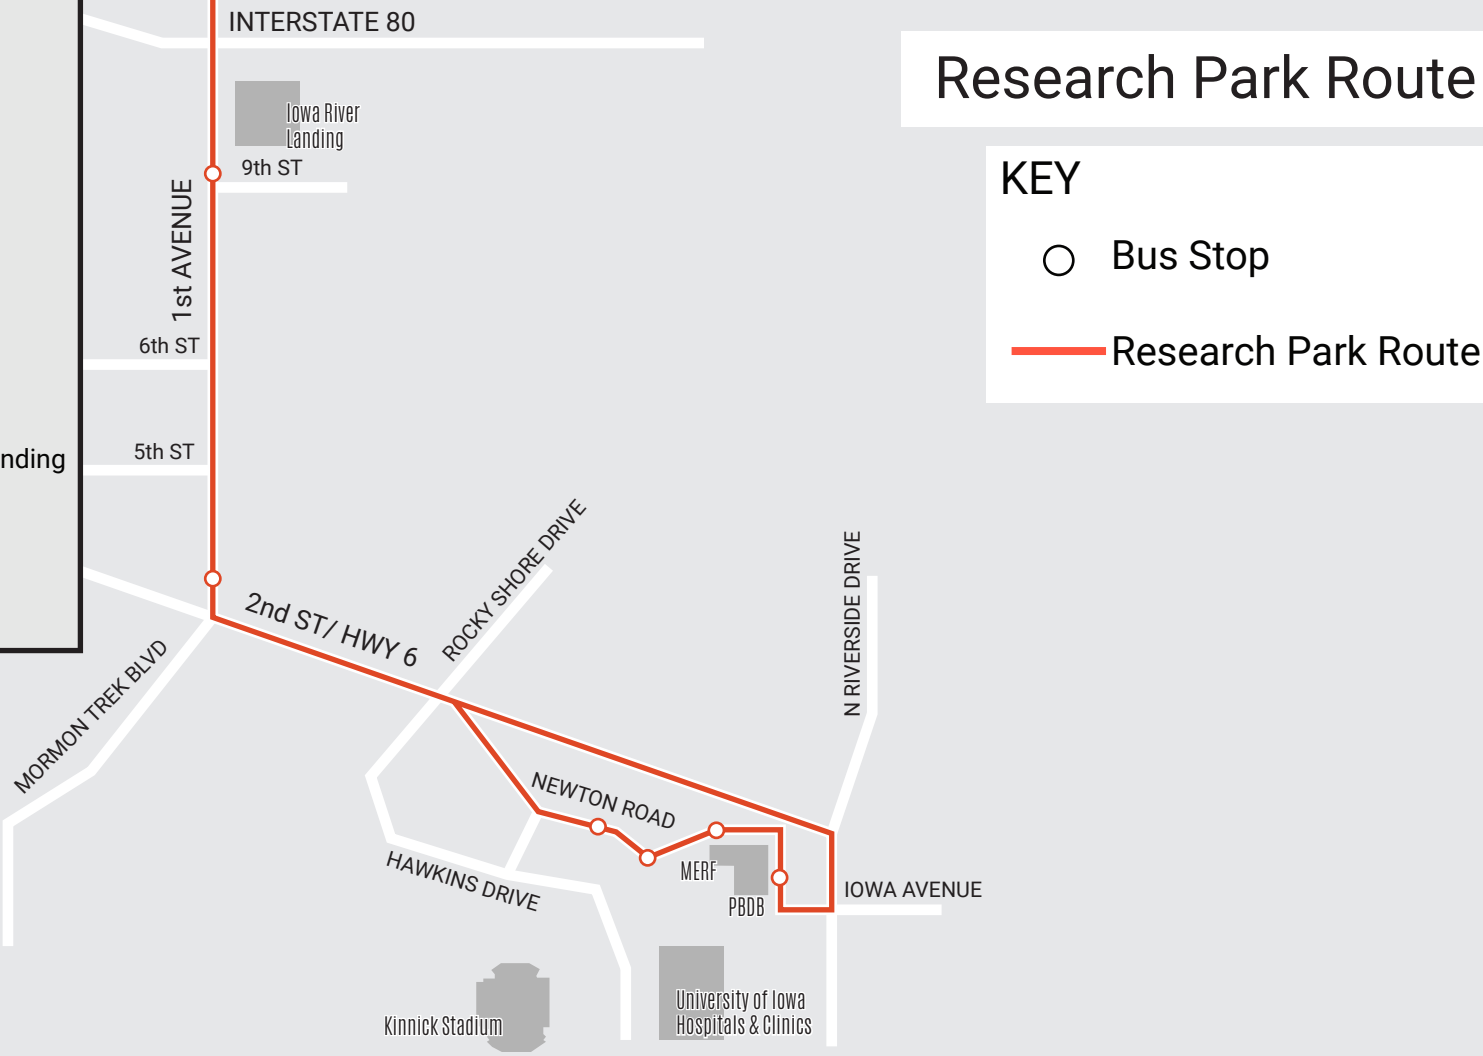 INTERSTATE 80
Research Park Route
Iowa River
Landing
9th ST
KEY
1st AVENUE
Bus Stop
6th ST
Research Park Route
5th ST
nding
ROCKY SHORE DRIVE
N RIVERSIDE DRIVE
2nd ST/ HWY 6
MORMON TREK BLVD
NEWTON ROAD
MERF
HAWKINS DRIVE
IOWA AVENUE
PBDB
University of Iowa
Hospitals & Clinics
Kinnick Stadium